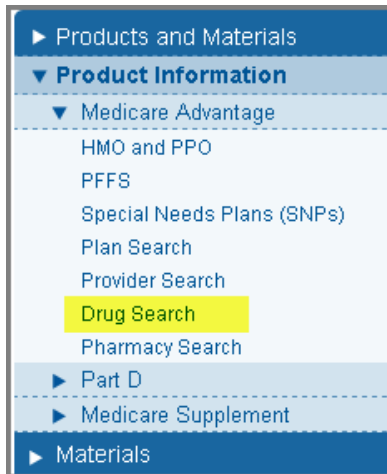 Products and Materials
Product Information
Medicare Advantage
HMO and PPO
PFFS
Special Needs Plans (SNPs)
Plan Search
Provider Search
Drug Search
Pharmacy Search
Part D
Medicare Supplement
Materials